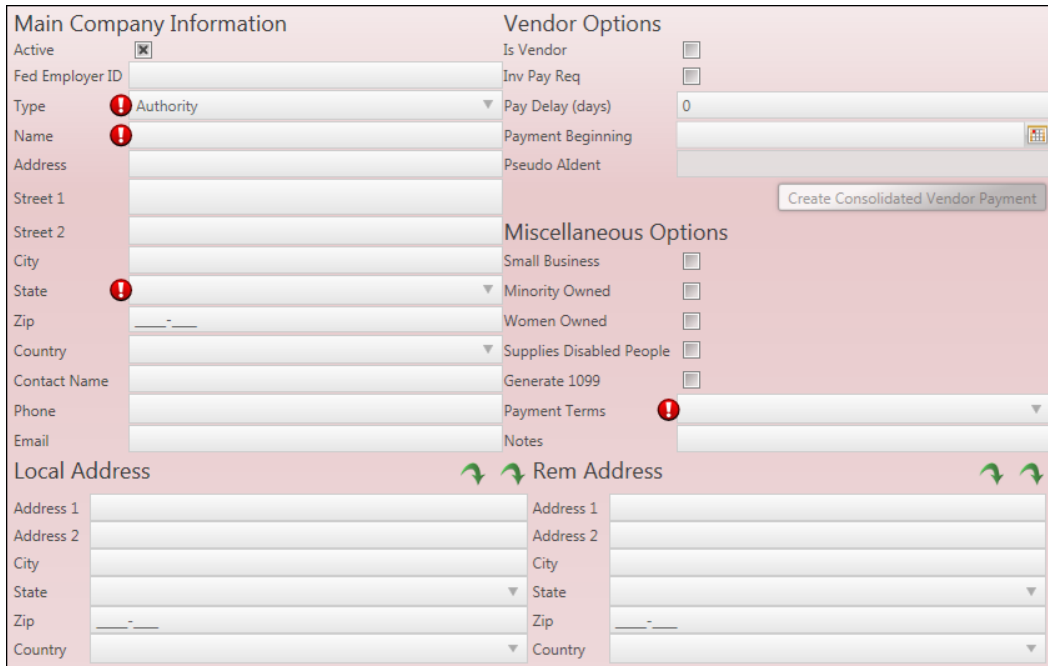 Main Company Information
Active
Fed Employer ID
Type Authority
Name
Address
Street 1
Street 2
City
State
Zip ____-___
Country
Contact Name
Phone
Email
Vendor Options
Is Vendor
Inv Pay Req
Pay Delay (days) 0
Payment Beginning
Pseudo AIdent
Create Consolidated Vendor Payment
Miscellaneous Options
Small Business
Minority Owned
Women Owned
Supplies Disabled People
Generate 1099
Payment Terms
Notes
Local Address
Address 1
Address 2
City
State
Zip ____-___
Country
Rem Address
Address 1
Address 2
City
State
Zip ____-___
Country